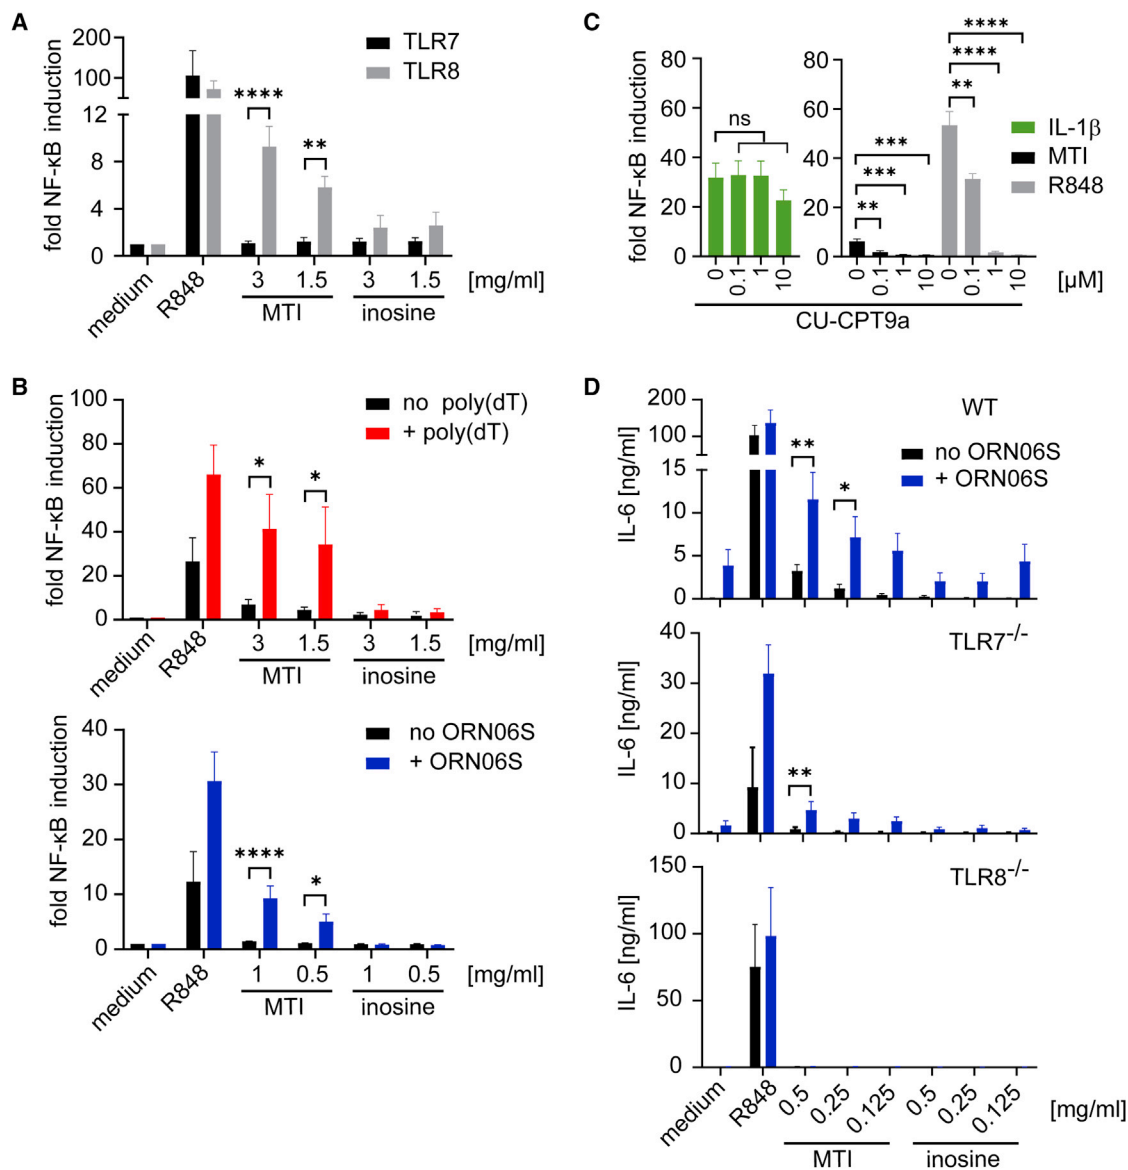 A
fold NF-κB induction
200
100
12
8
4
0
TLR7
TLR8
****
**
medium
R848
3 1.5 3 1.5 [mg/ml]
MTI inosine
C
fold NF-κB induction
80
60
40
20
0
ns
80
60
40
20
0
**
***
***
**
****
****
IL-1β
MTI
R848
0 0.1 1 10 0 0.1 1 10 0 0.1 1 10 [µM]
CU-CPT9a
B
fold NF-κB induction
100
80
60
40
20
0
no poly(dT)
+ poly(dT)
* *
medium
R848
3 1.5 3 1.5 [mg/ml]
MTI inosine
fold NF-κB induction
40
30
20
10
0
no ORN06S
+ ORN06S
****
*
medium
R848
1 0.5 1 0.5 [mg/ml]
MTI inosine
D
IL-6 [ng/ml]
200
100
15
10
5
0
WT
no ORN06S
+ ORN06S
**
*
IL-6 [ng/ml]
40
30
20
10
0
TLR7-/-
**
IL-6 [ng/ml]
150
100
50
0
TLR8-/-
medium
R848
0.5 0.25 0.125 0.5 0.25 0.125 [mg/ml]
MTI inosine